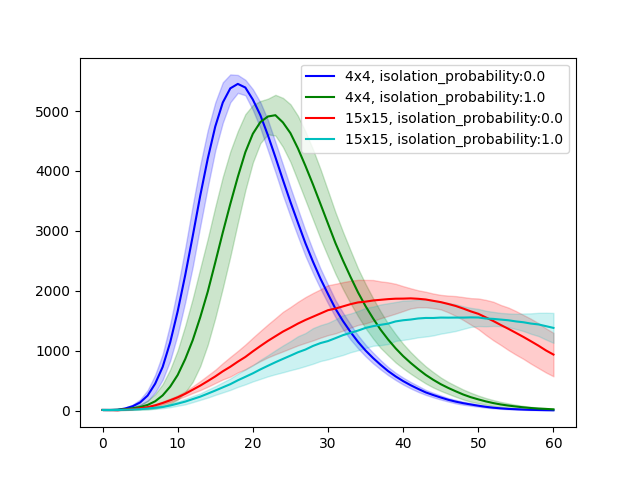 4x4, isolation_probability:0.0
4x4, isolation_probability:1.0
15x15, isolation_probability:0.0
15x15, isolation_probability:1.0
5000
4000
3000
2000
1000
0
0 10 20 30 40 50 60